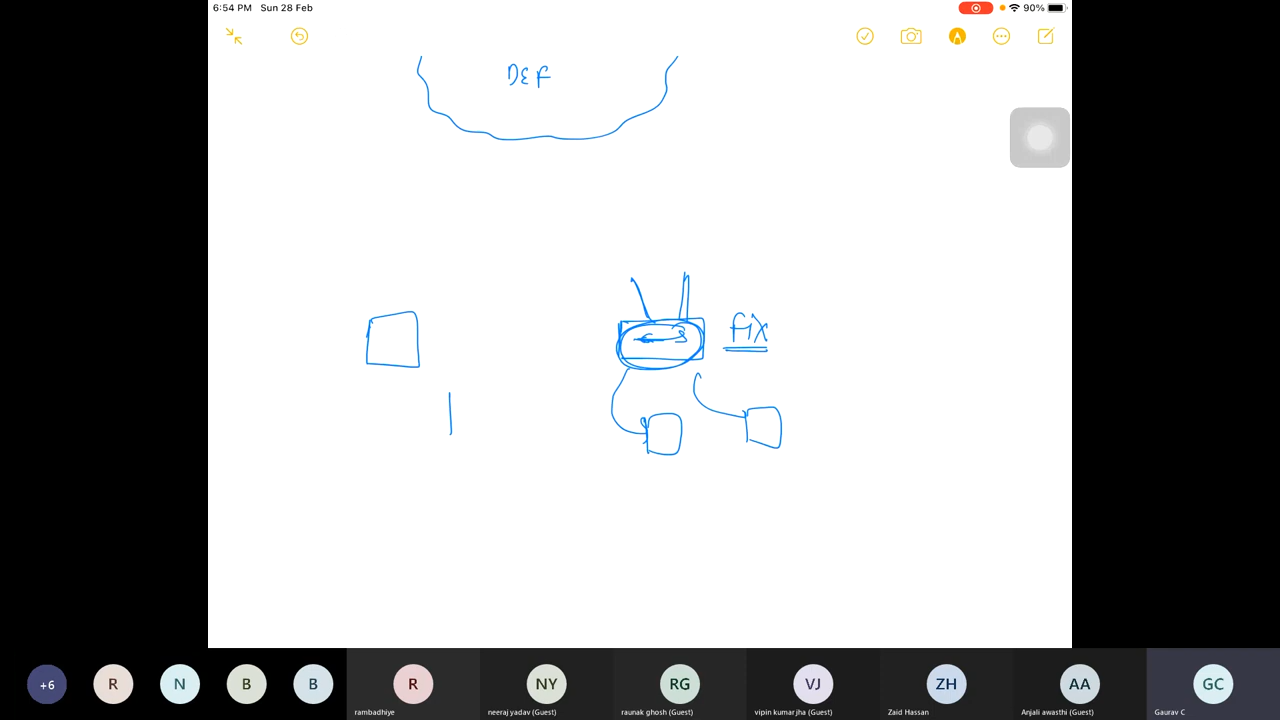 6:54 PM Sun 28 Feb 90%
DEF
Fix
+6 R N B B R NY RG VJ ZH AA GC
rambadhiye neeraj yadav (Guest) raunak ghosh (Guest) vipin kumar jha (Guest) Zaid Hassan Anjali awasthi (Guest) Gaurav C